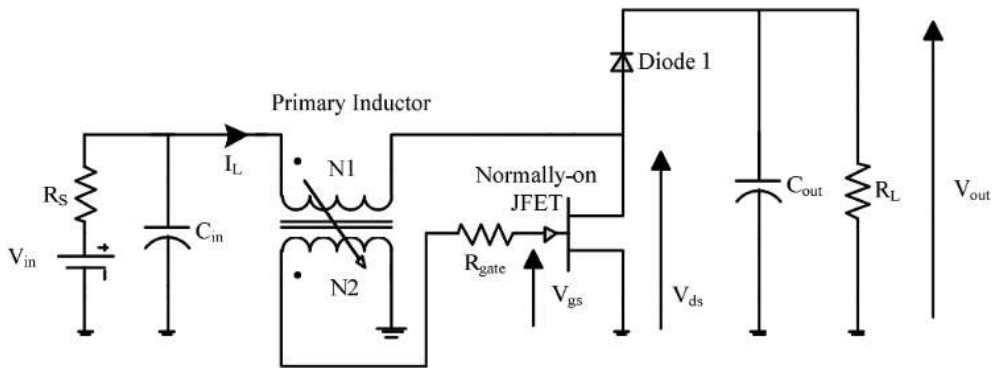 Diode 1
Primary Inductor
N1
I_L
Normally-on
JFET
R_S
C_in
V_in
N2
R_gate
V_gs
V_ds
C_out
R_L
V_out
+